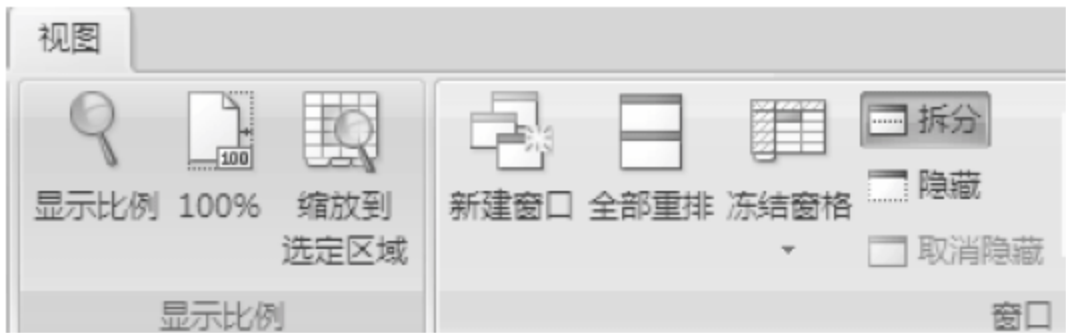 视图
显示比例
100
100%
缩放到
选定区域
显示比例
新建窗口
全部重排
冻结窗格
拆分
隐藏
取消隐藏
窗口